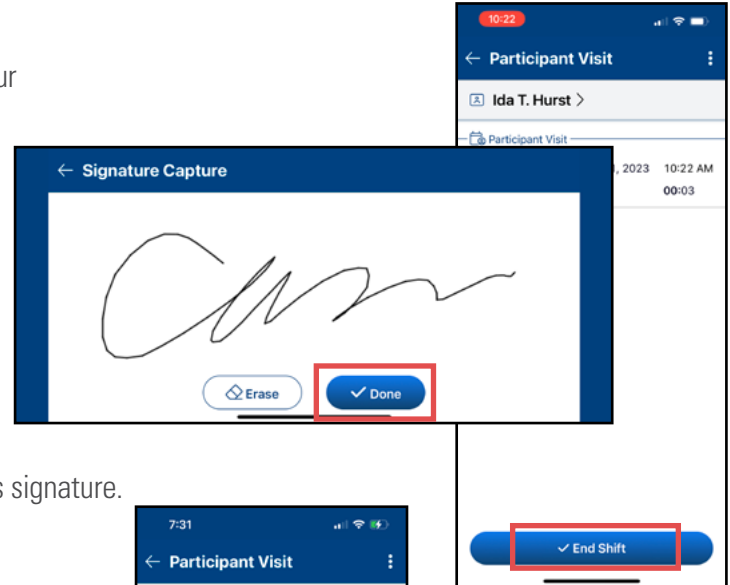 ur
10:22
← Participant Visit
Ida T. Hurst >
Participant Visit
, 2023 10:22 AM
00:03
← Signature Capture
Erase
✓ Done
s signature.
✓ End Shift
7:31
← Participant Visit